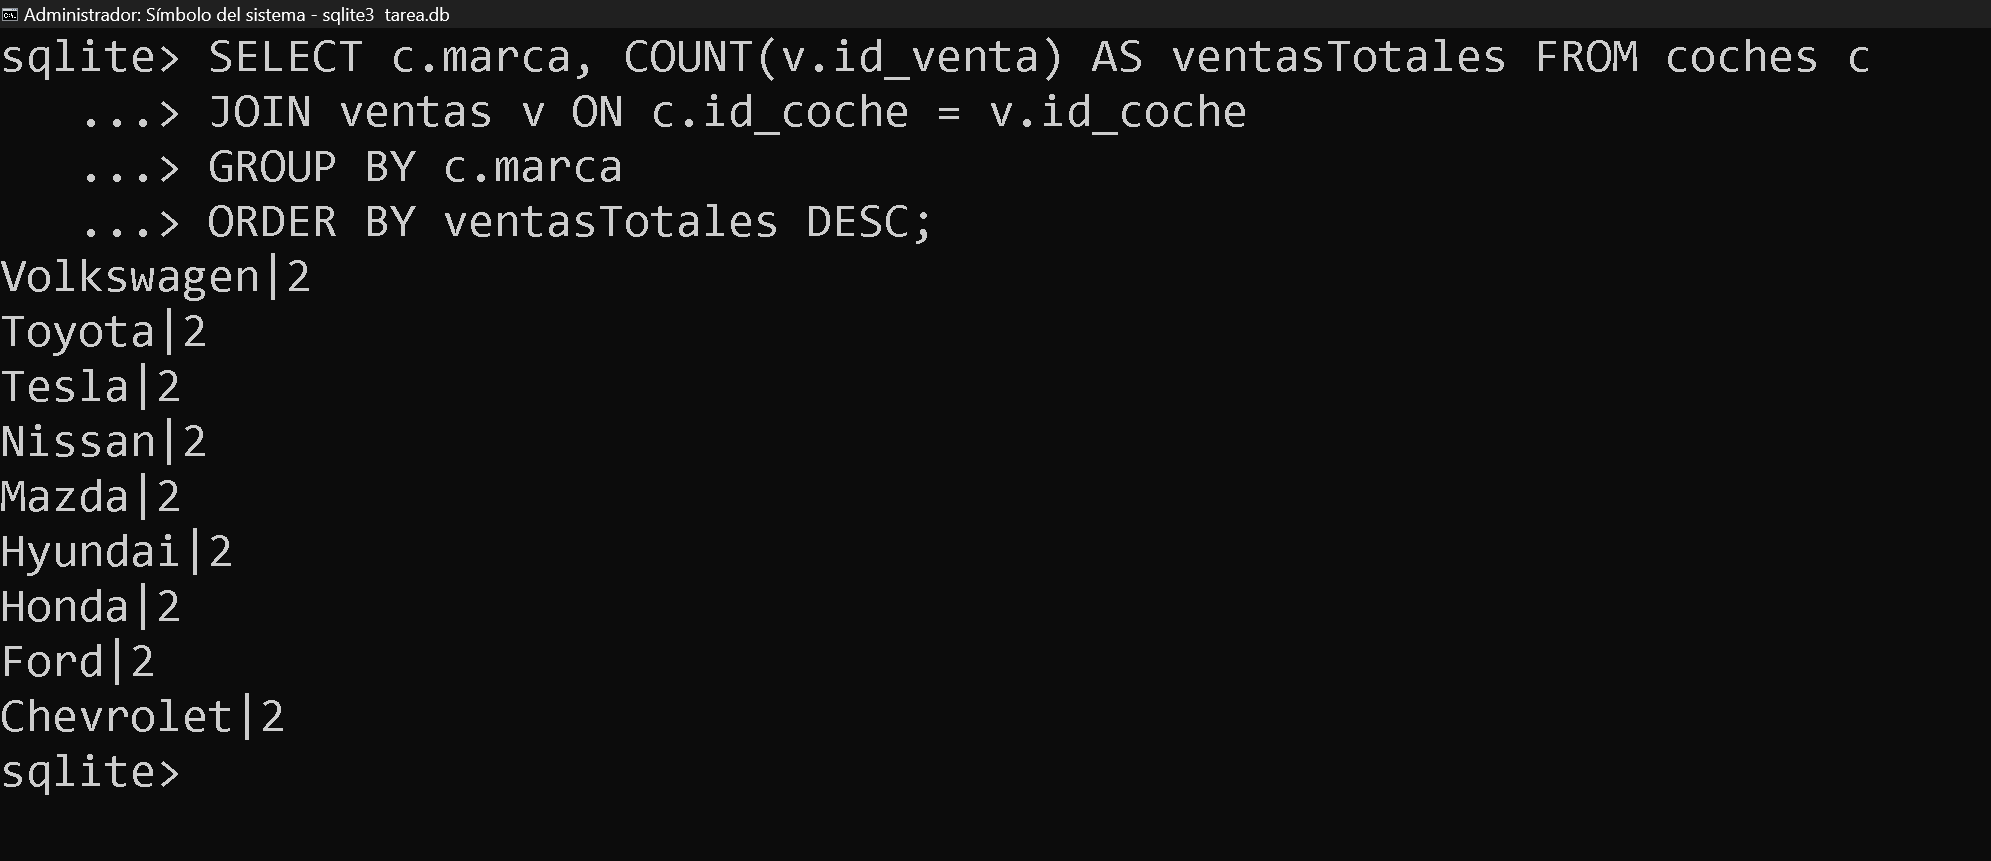 Administrador: Símbolo del sistema - sqlite3  tarea.db
sqlite> SELECT c.marca, COUNT(v.id_venta) AS ventasTotales FROM coches c
   ...> JOIN ventas v ON c.id_coche = v.id_coche
   ...> GROUP BY c.marca
   ...> ORDER BY ventasTotales DESC;
Volkswagen|2
Toyota|2
Tesla|2
Nissan|2
Mazda|2
Hyundai|2
Honda|2
Ford|2
Chevrolet|2
sqlite>